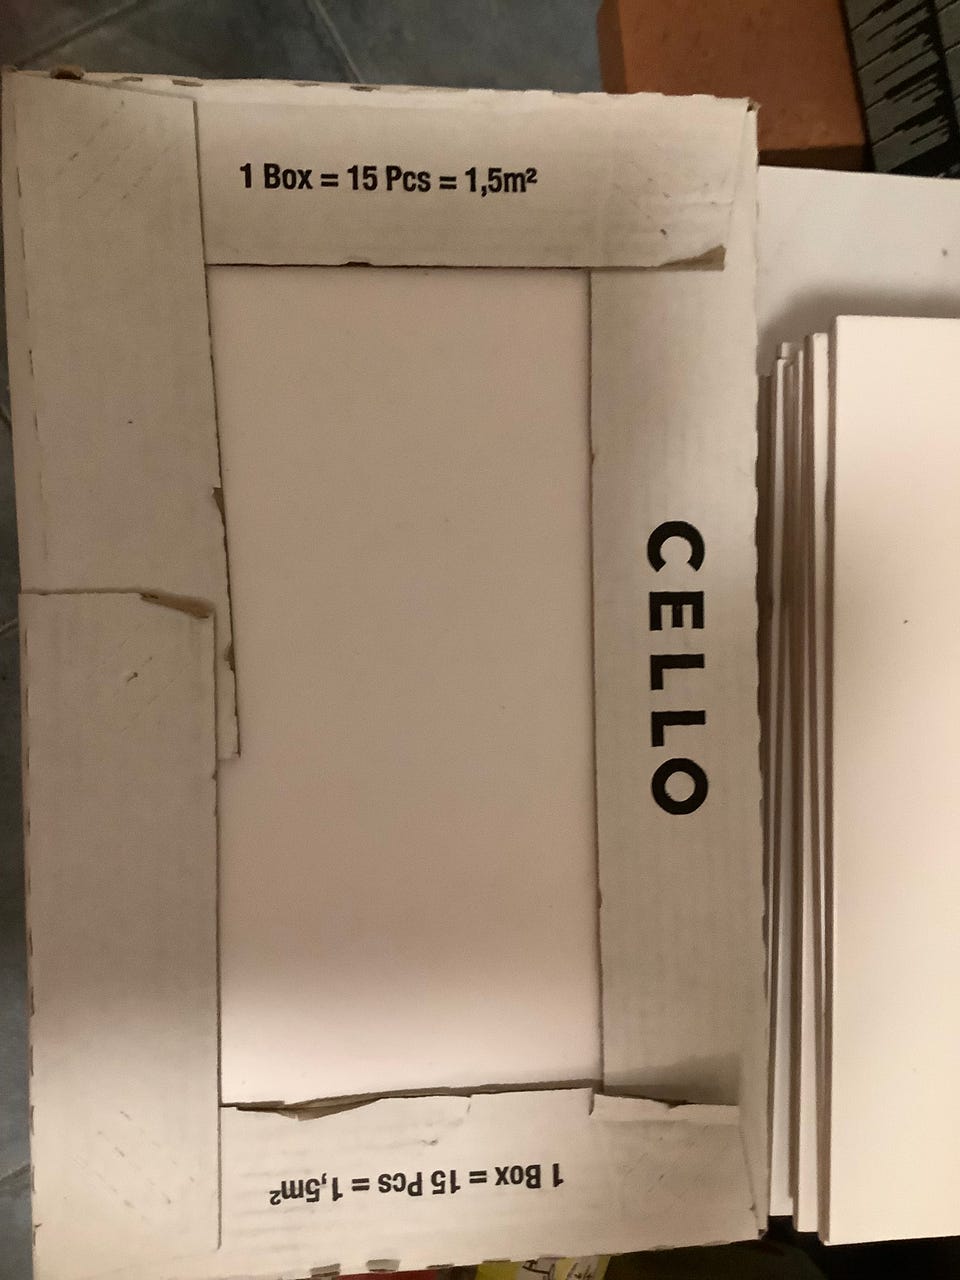 1 Box = 15 Pcs = 1,5m²
CELLO
1 Box = 15 Pcs = 1,5m²